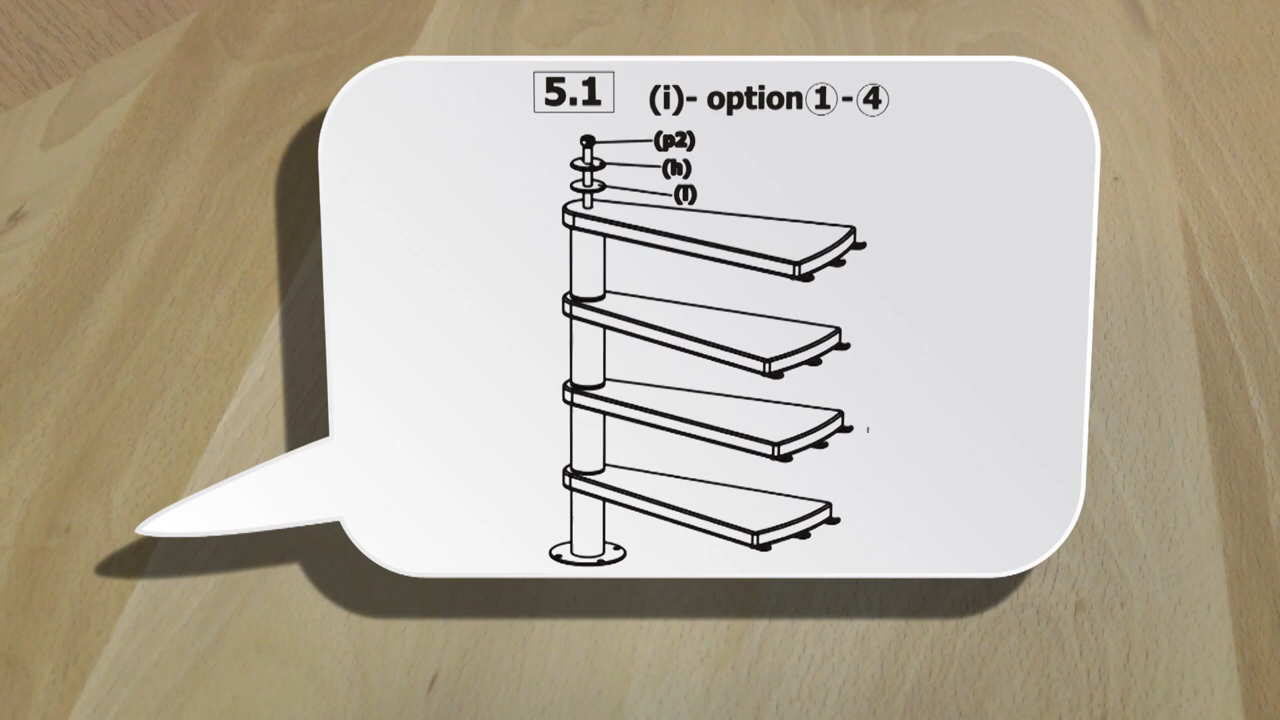 5.1 (i)- option①-④
(p2)
(h)
(l)